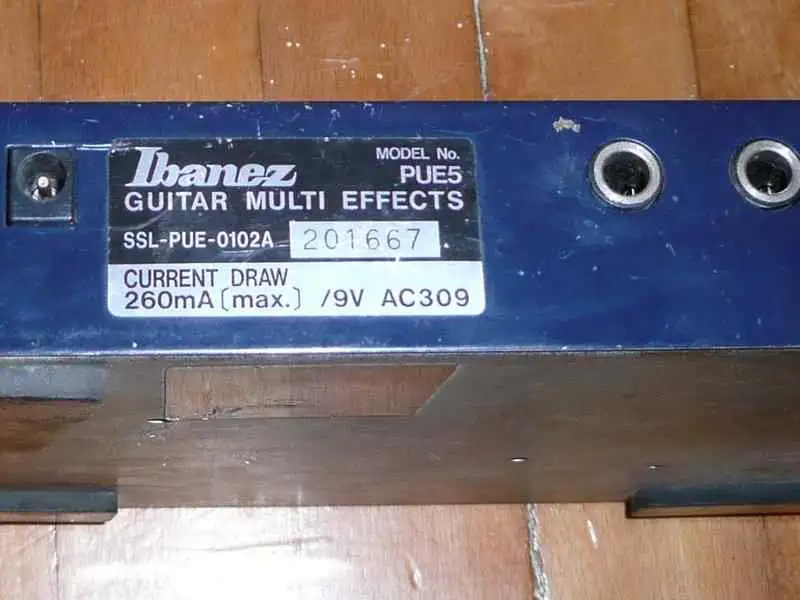 Ibanez
MODEL No.
PUE5
GUITAR MULTI EFFECTS
SSL-PUE-0102A 201667
CURRENT DRAW
260mA (max.) /9V AC309